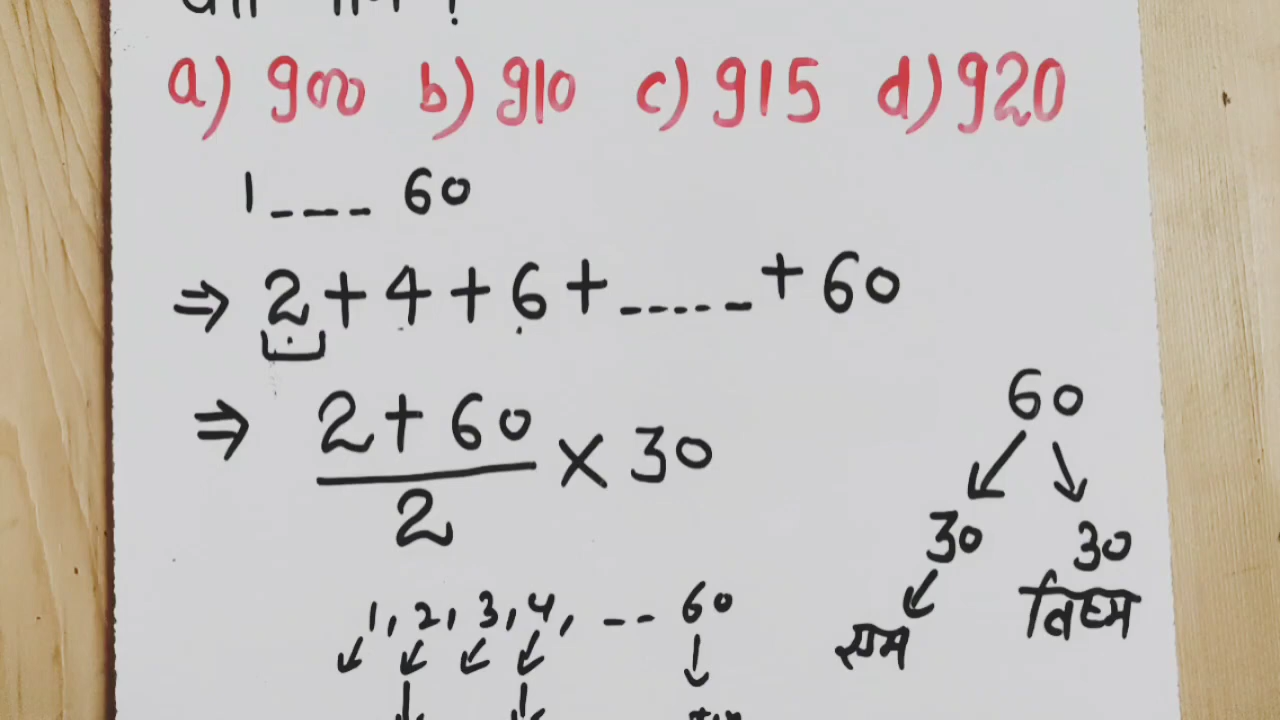 a) 900 b) 910 c) 915 d) 920
1 _ _ _ 60
⇒ 2 + 4 + 6 + ----- + 60
⇒ 2 + 60 / 2 × 30
60
↙ ↘
30 30
सम विषम
1, 2, 3, 4, -- 60